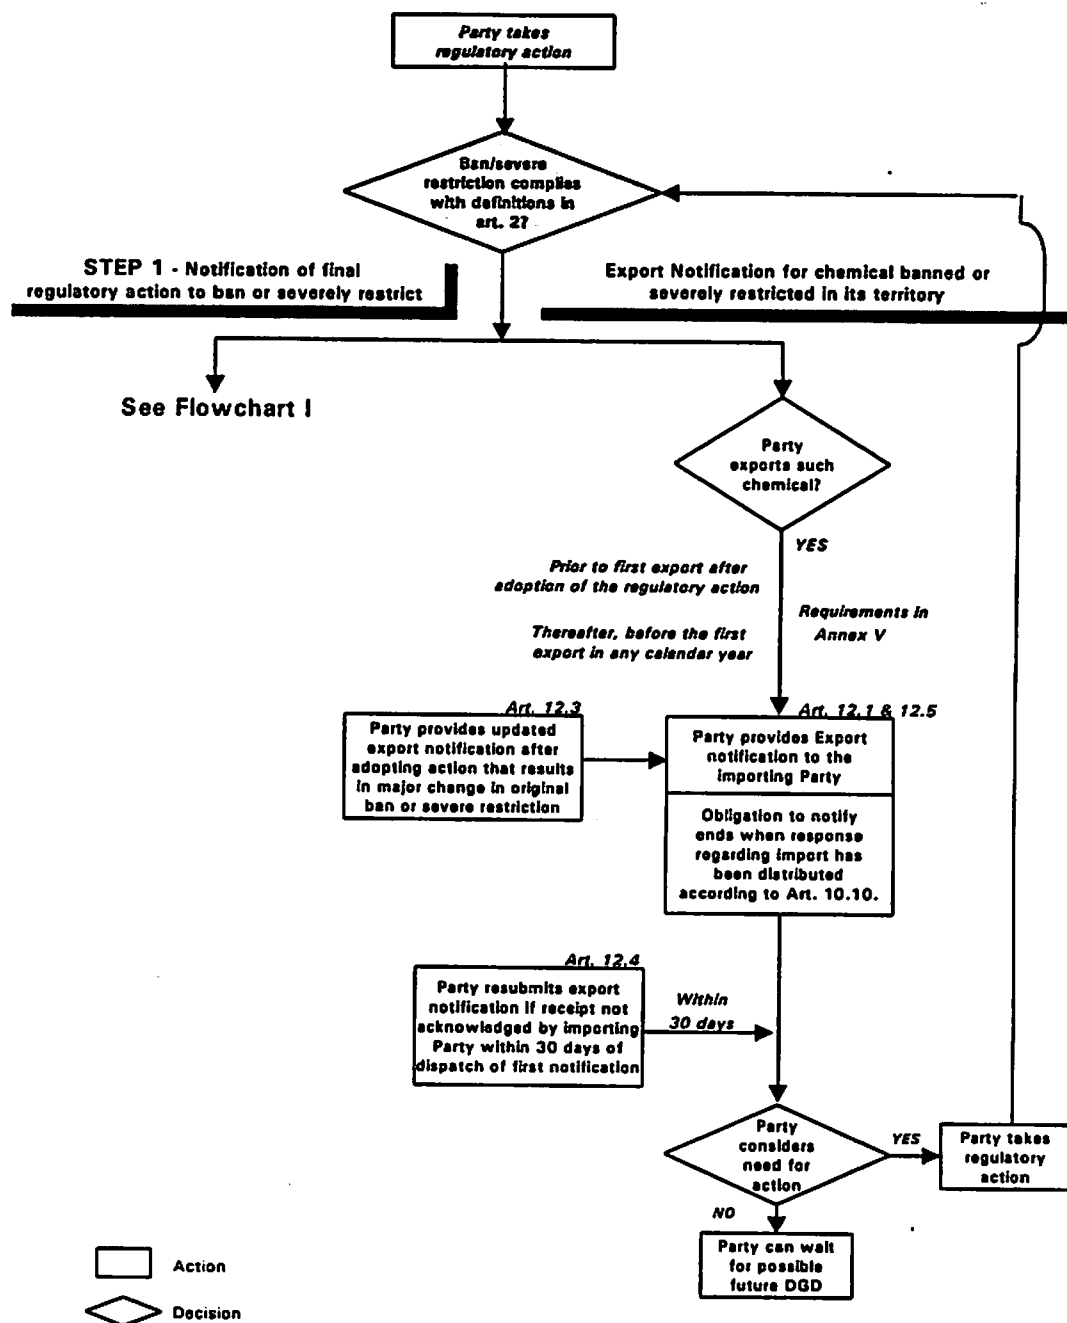 Party takes
regulatory action
Ban/severe
restriction complies
with definitions in
art. 2?
STEP 1 - Notification of final
regulatory action to ban or severely restrict
Export Notification for chemical banned or
severely restricted in its territory
See Flowchart I
Party
exports such
chemical?
YES
Prior to first export after
adoption of the regulatory action
Requirements in
Annex V
Thereafter, before the first
export in any calendar year
Art. 12.3
Party provides updated
export notification after
adopting action that results
in major change in original
ban or severe restriction
Art. 12.1 & 12.5
Party provides Export
notification to the
importing Party
Obligation to notify
ends when response
regarding import has
been distributed
according to Art. 10.10.
Art. 12.4
Party resubmits export
notification if receipt not
acknowledged by importing
Party within 30 days of
dispatch of first notification
Within
30 days
Party
considers
need for
action
YES
Party takes
regulatory
action
NO
Party can wait
for possible
future DGD
Action
Decision